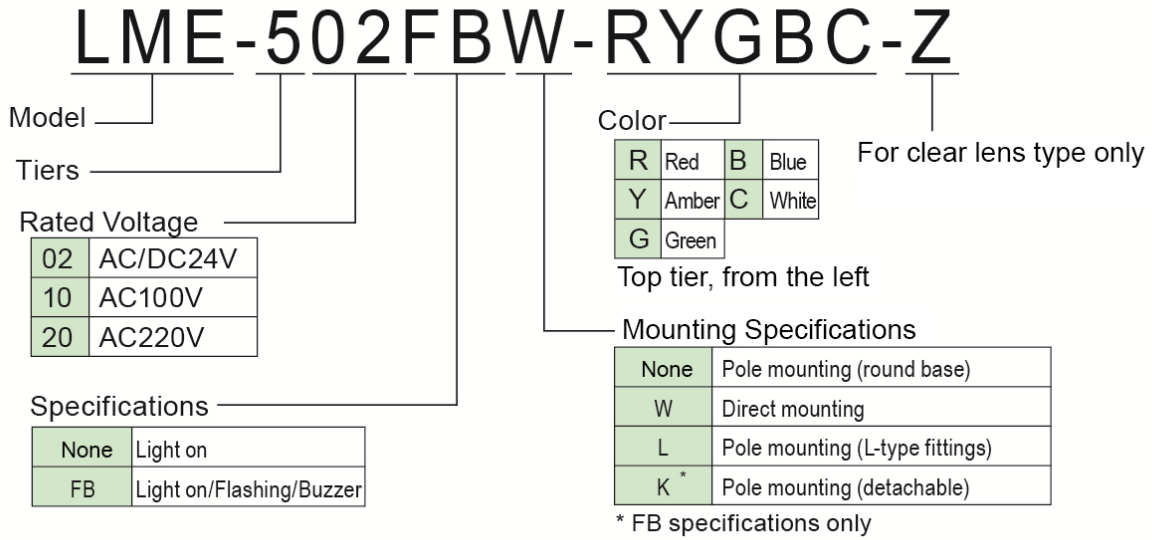 LME-502FBW-RYGBC-Z
Model
Tiers
Rated Voltage
02 AC/DC24V
10 AC100V
20 AC220V
Specifications
None Light on
FB Light on/Flashing/Buzzer
Color
R Red B Blue
Y Amber C White
G Green
Top tier, from the left
For clear lens type only
Mounting Specifications
None Pole mounting (round base)
W Direct mounting
L Pole mounting (L-type fittings)
K * Pole mounting (detachable)
* FB specifications only